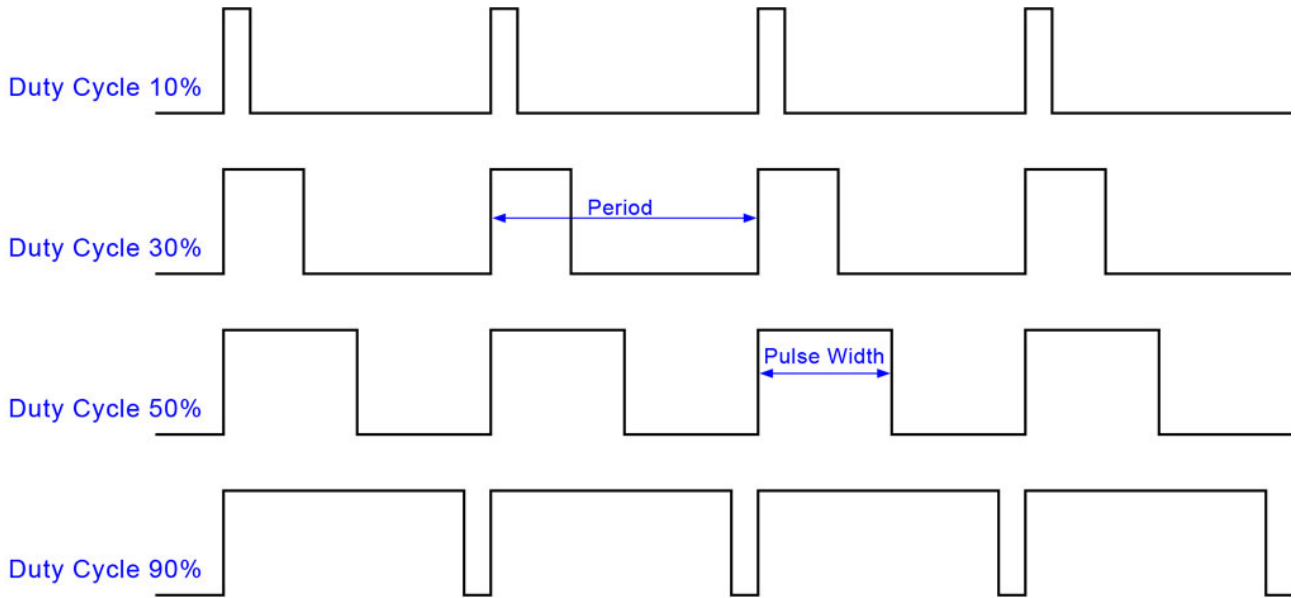 Duty Cycle 10%
Period
Duty Cycle 30%
Pulse Width
Duty Cycle 50%
Duty Cycle 90%